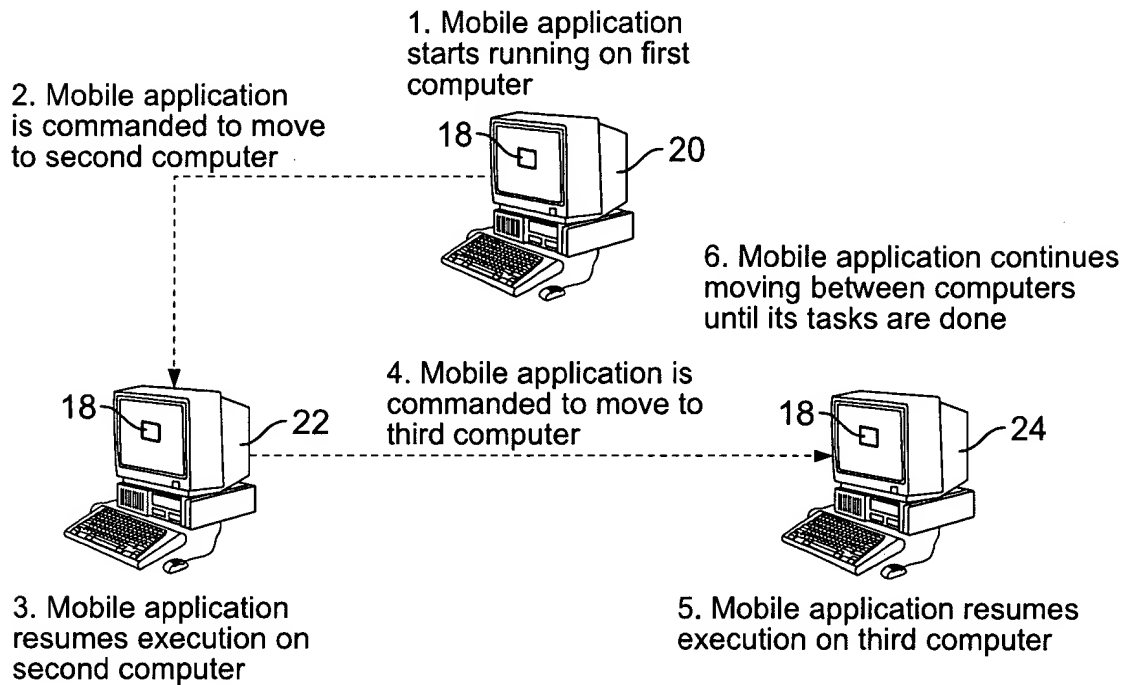 1. Mobile application
starts running on first
computer
2. Mobile application
is commanded to move
to second computer
18
20
6. Mobile application continues
moving between computers
until its tasks are done
4. Mobile application is
commanded to move to
third computer
18
22
18
24
3. Mobile application
resumes execution on
second computer
5. Mobile application resumes
execution on third computer